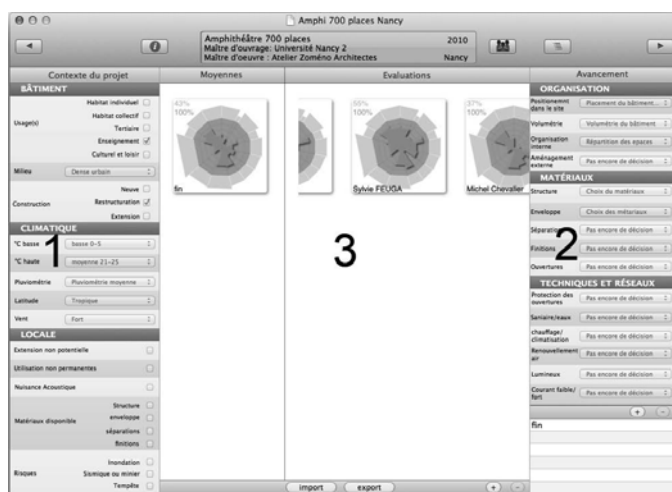 Amphi 700 places Nancy
Amphithéâtre 700 places 2010
Maître d'ouvrage: Université Nancy 2
Maître d'oeuvre : Atelier Zoméno Architectes Nancy
Contexte du projet
BÂTIMENT
Usage(s)
Habitat individuel
Habitat collectif
Tertiaire
Enseignement
Culturel et loisir
Milieu Dense urbain
Construction
Neuve
Restructuration
Extension
CLIMATIQUE
1
°C basse basse 0-5
°C haute moyenne 21-25
Pluviométrie Pluviométrie moyenne
Latitude Tropique
Vent Fort
LOCALE
Extension non potentielle
Utilisation non permanentes
Nuisance Acoustique
Matériaux disponible
Structure
enveloppe
séparations
finitions
Risques
Inondation
Sismique ou minier
Tempête
Moyennes
43%
100%
fin
Evaluations
55%
100%
Sylvie FEUGA
37%
100%
Michel Chevalier
3
import export
Avancement
ORGANISATION
Positionemnt dans le site Placement du bâtiment...
Volumétrie Volumétrie du bâtiment
Organisation interne Répartition des epaces
Aménagement externe Pas encore de décision
MATÉRIAUX
2
Structure Choix du matériaux
Enveloppe Choix des métariaux
Séparation Pas encore de décision
Finitions Pas encore de décision
Ouvertures Pas encore de décision
TECHNIQUES ET RÉSEAUX
Protection des ouvertures Pas encore de décision
Saniaire/eaux Pas encore de décision
chauffage/climatisation Pas encore de décision
Renouvellement air Pas encore de décision
Lumineux Pas encore de décision
Courant faible/fort Pas encore de décision
fin